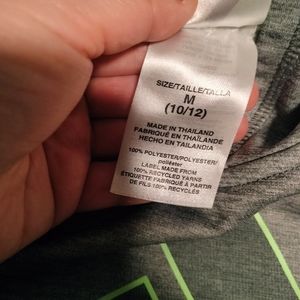 SIZE/TAILLE/TALLA
M
(10/12)
MADE IN THAILAND
FABRIQUÉ EN THAÏLANDE
HECHO EN TAILANDIA
100% POLYESTER/POLYESTER/
poliéster
LABEL MADE FROM
100% RECYCLED YARNS
ÉTIQUETTE FABRIQUÉE À PARTIR
DE FILS 100% RECYCLÉS